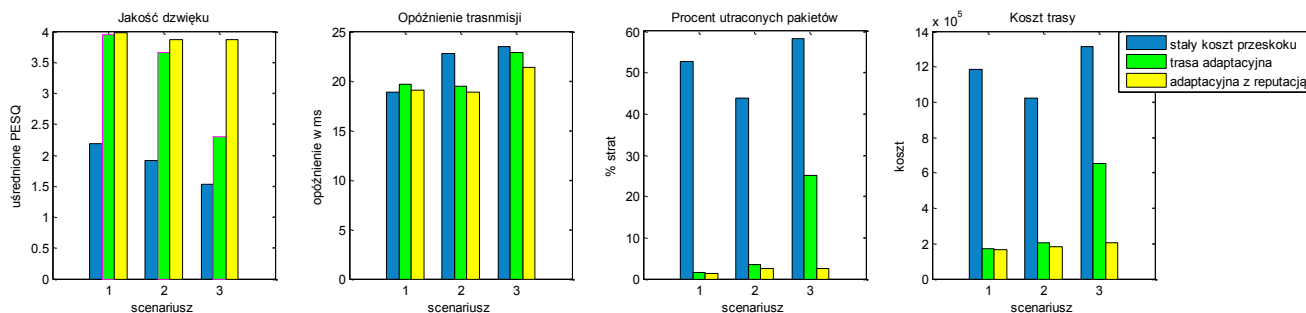 Jakość dzwięku
4
3.5
3
2.5
2
1.5
1
0.5
0
uśrednione PESQ
1 2 3
scenariusz
Opóźnienie trasnmisji
25
20
15
10
5
0
opóźnienie w ms
1 2 3
scenariusz
Procent utraconych pakietów
60
50
40
30
20
10
0
% strat
1 2 3
scenariusz
Koszt trasy
x 10^5
14
12
10
8
6
4
2
0
koszt
1 2 3
scenariusz
stały koszt przeskoku
trasa adaptacyjna
adaptacyjna z reputacją